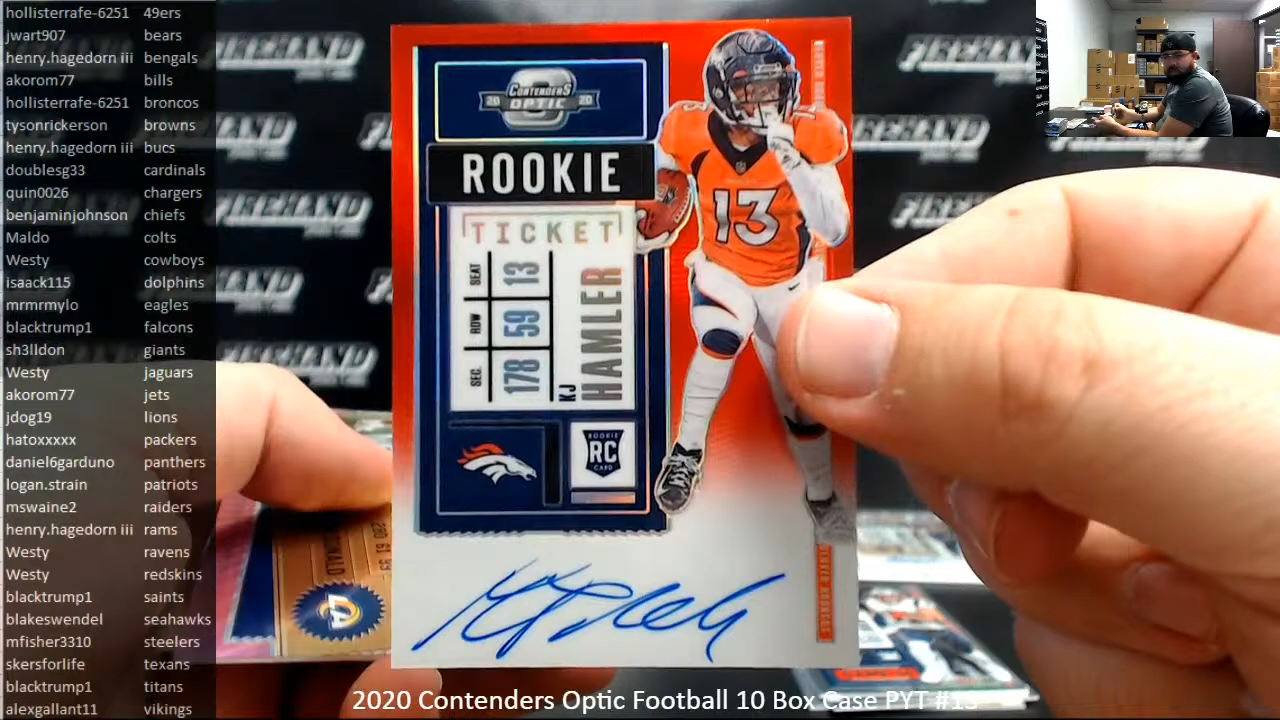 hollisterrafe-6251 49ers
jwart907 bears
henry.hagedorn iii bengals
akorom77 bills
hollisterrafe-6251 broncos
tysonrickerson browns
henry.hagedorn iii bucs
doublesg33 cardinals
quin0026 chargers
benjaminjohnson chiefs
Maldo colts
Westy cowboys
isaack115 dolphins
mrmrmylo eagles
blacktrump1 falcons
sh3lldon giants
Westy jaguars
akorom77 jets
jdog19 lions
hatoxxxxx packers
daniel6garduno panthers
logan.strain patriots
mswaine2 raiders
henry.hagedorn iii rams
Westy ravens
Westy redskins
blacktrump1 saints
blakeswendel seahawks
mfisher3310 steelers
skersforlife texans
blacktrump1 titans
alexgallant11 vikings
CONTENDERS
20 OPTIC 20
ROOKIE
TICKET
SEAT 13
ROW 59
SEC. 178
KJ
HAMLER
ROOKIE
RC
CARD
13
FIREHAND
2020 Contenders Optic Football 10 Box Case PYT